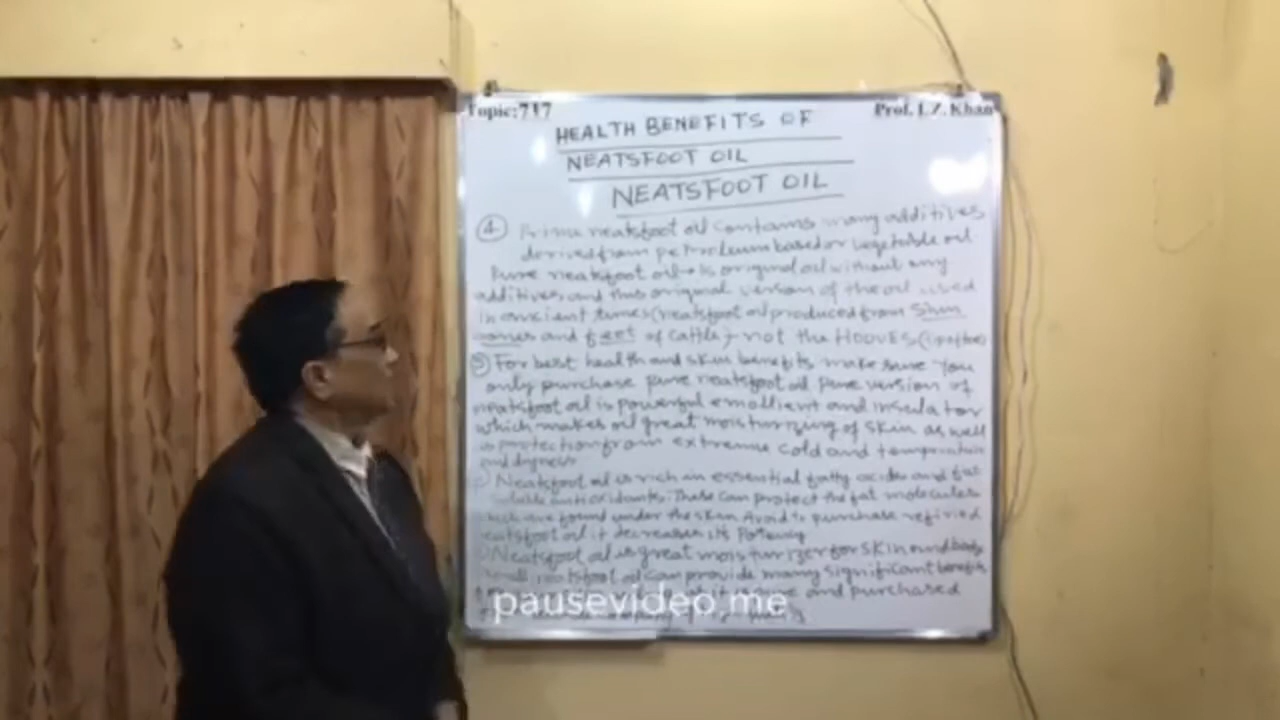 Topic:717
Prof. I.Z. Khan
HEALTH BENEFITS OF
NEATSFOOT OIL
NEATSFOOT OIL
4 Prime neatsfoot oil contains many additives
derived from petroleum based or vegetable oil
Pure neatsfoot oil → is original oil without any
additives and this original version of the oil used
in ancient times (neatsfoot oil produced from Shin
bones and feet of cattle) - not the HOOVES
5 For best health and skin benefits make sure You
only purchase pure neatsfoot oil Pure version of
neatsfoot oil is powerful emollient and insulator
which makes oil great moisturizing of skin as well
as protection from extreme cold and temperature
and dryness
Neatsfoot oil is rich in essential fatty acids and fat
soluble antioxidants. These can protect the fat molecules
which are found under the skin Avoid to purchase refined
neatsfoot oil it decreases its Potency
Neatsfoot oil is great moisturizer for skin and body
neatsfoot oil can provide many significant benefits
and purchased
pausevideo.me